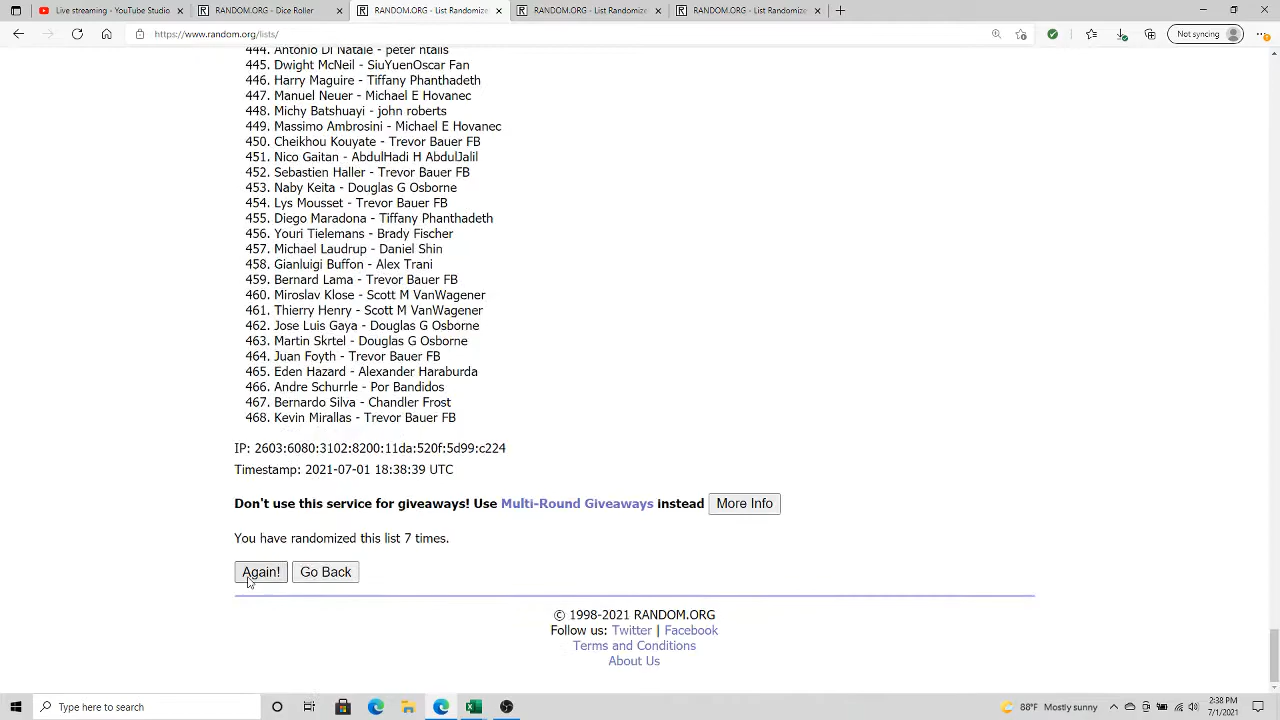 Live streaming - YouTube Studio
RANDOM.ORG - Dice Roller
RANDOM.ORG - List Randomize
RANDOM.ORG - List Randomize
RANDOM.ORG - List Randomize
https://www.random.org/lists/
Not syncing
444. Antonio Di Natale - peter ntalis
445. Dwight McNeil - SiuYuenOscar Fan
446. Harry Maguire - Tiffany Phanthadeth
447. Manuel Neuer - Michael E Hovanec
448. Michy Batshuayi - john roberts
449. Massimo Ambrosini - Michael E Hovanec
450. Cheikhou Kouyate - Trevor Bauer FB
451. Nico Gaitan - AbdulHadi H AbdulJalil
452. Sebastien Haller - Trevor Bauer FB
453. Naby Keita - Douglas G Osborne
454. Lys Mousset - Trevor Bauer FB
455. Diego Maradona - Tiffany Phanthadeth
456. Youri Tielemans - Brady Fischer
457. Michael Laudrup - Daniel Shin
458. Gianluigi Buffon - Alex Trani
459. Bernard Lama - Trevor Bauer FB
460. Miroslav Klose - Scott M VanWagener
461. Thierry Henry - Scott M VanWagener
462. Jose Luis Gaya - Douglas G Osborne
463. Martin Skrtel - Douglas G Osborne
464. Juan Foyth - Trevor Bauer FB
465. Eden Hazard - Alexander Haraburda
466. Andre Schurrle - Por Bandidos
467. Bernardo Silva - Chandler Frost
468. Kevin Mirallas - Trevor Bauer FB
IP: 2603:6080:3102:8200:11da:520f:5d99:c224
Timestamp: 2021-07-01 18:38:39 UTC
Don't use this service for giveaways! Use Multi-Round Giveaways instead More Info
You have randomized this list 7 times.
Again! Go Back
© 1998-2021 RANDOM.ORG
Follow us: Twitter | Facebook
Terms and Conditions
About Us
Type here to search
88°F Mostly sunny
2:38 PM
7/1/2021